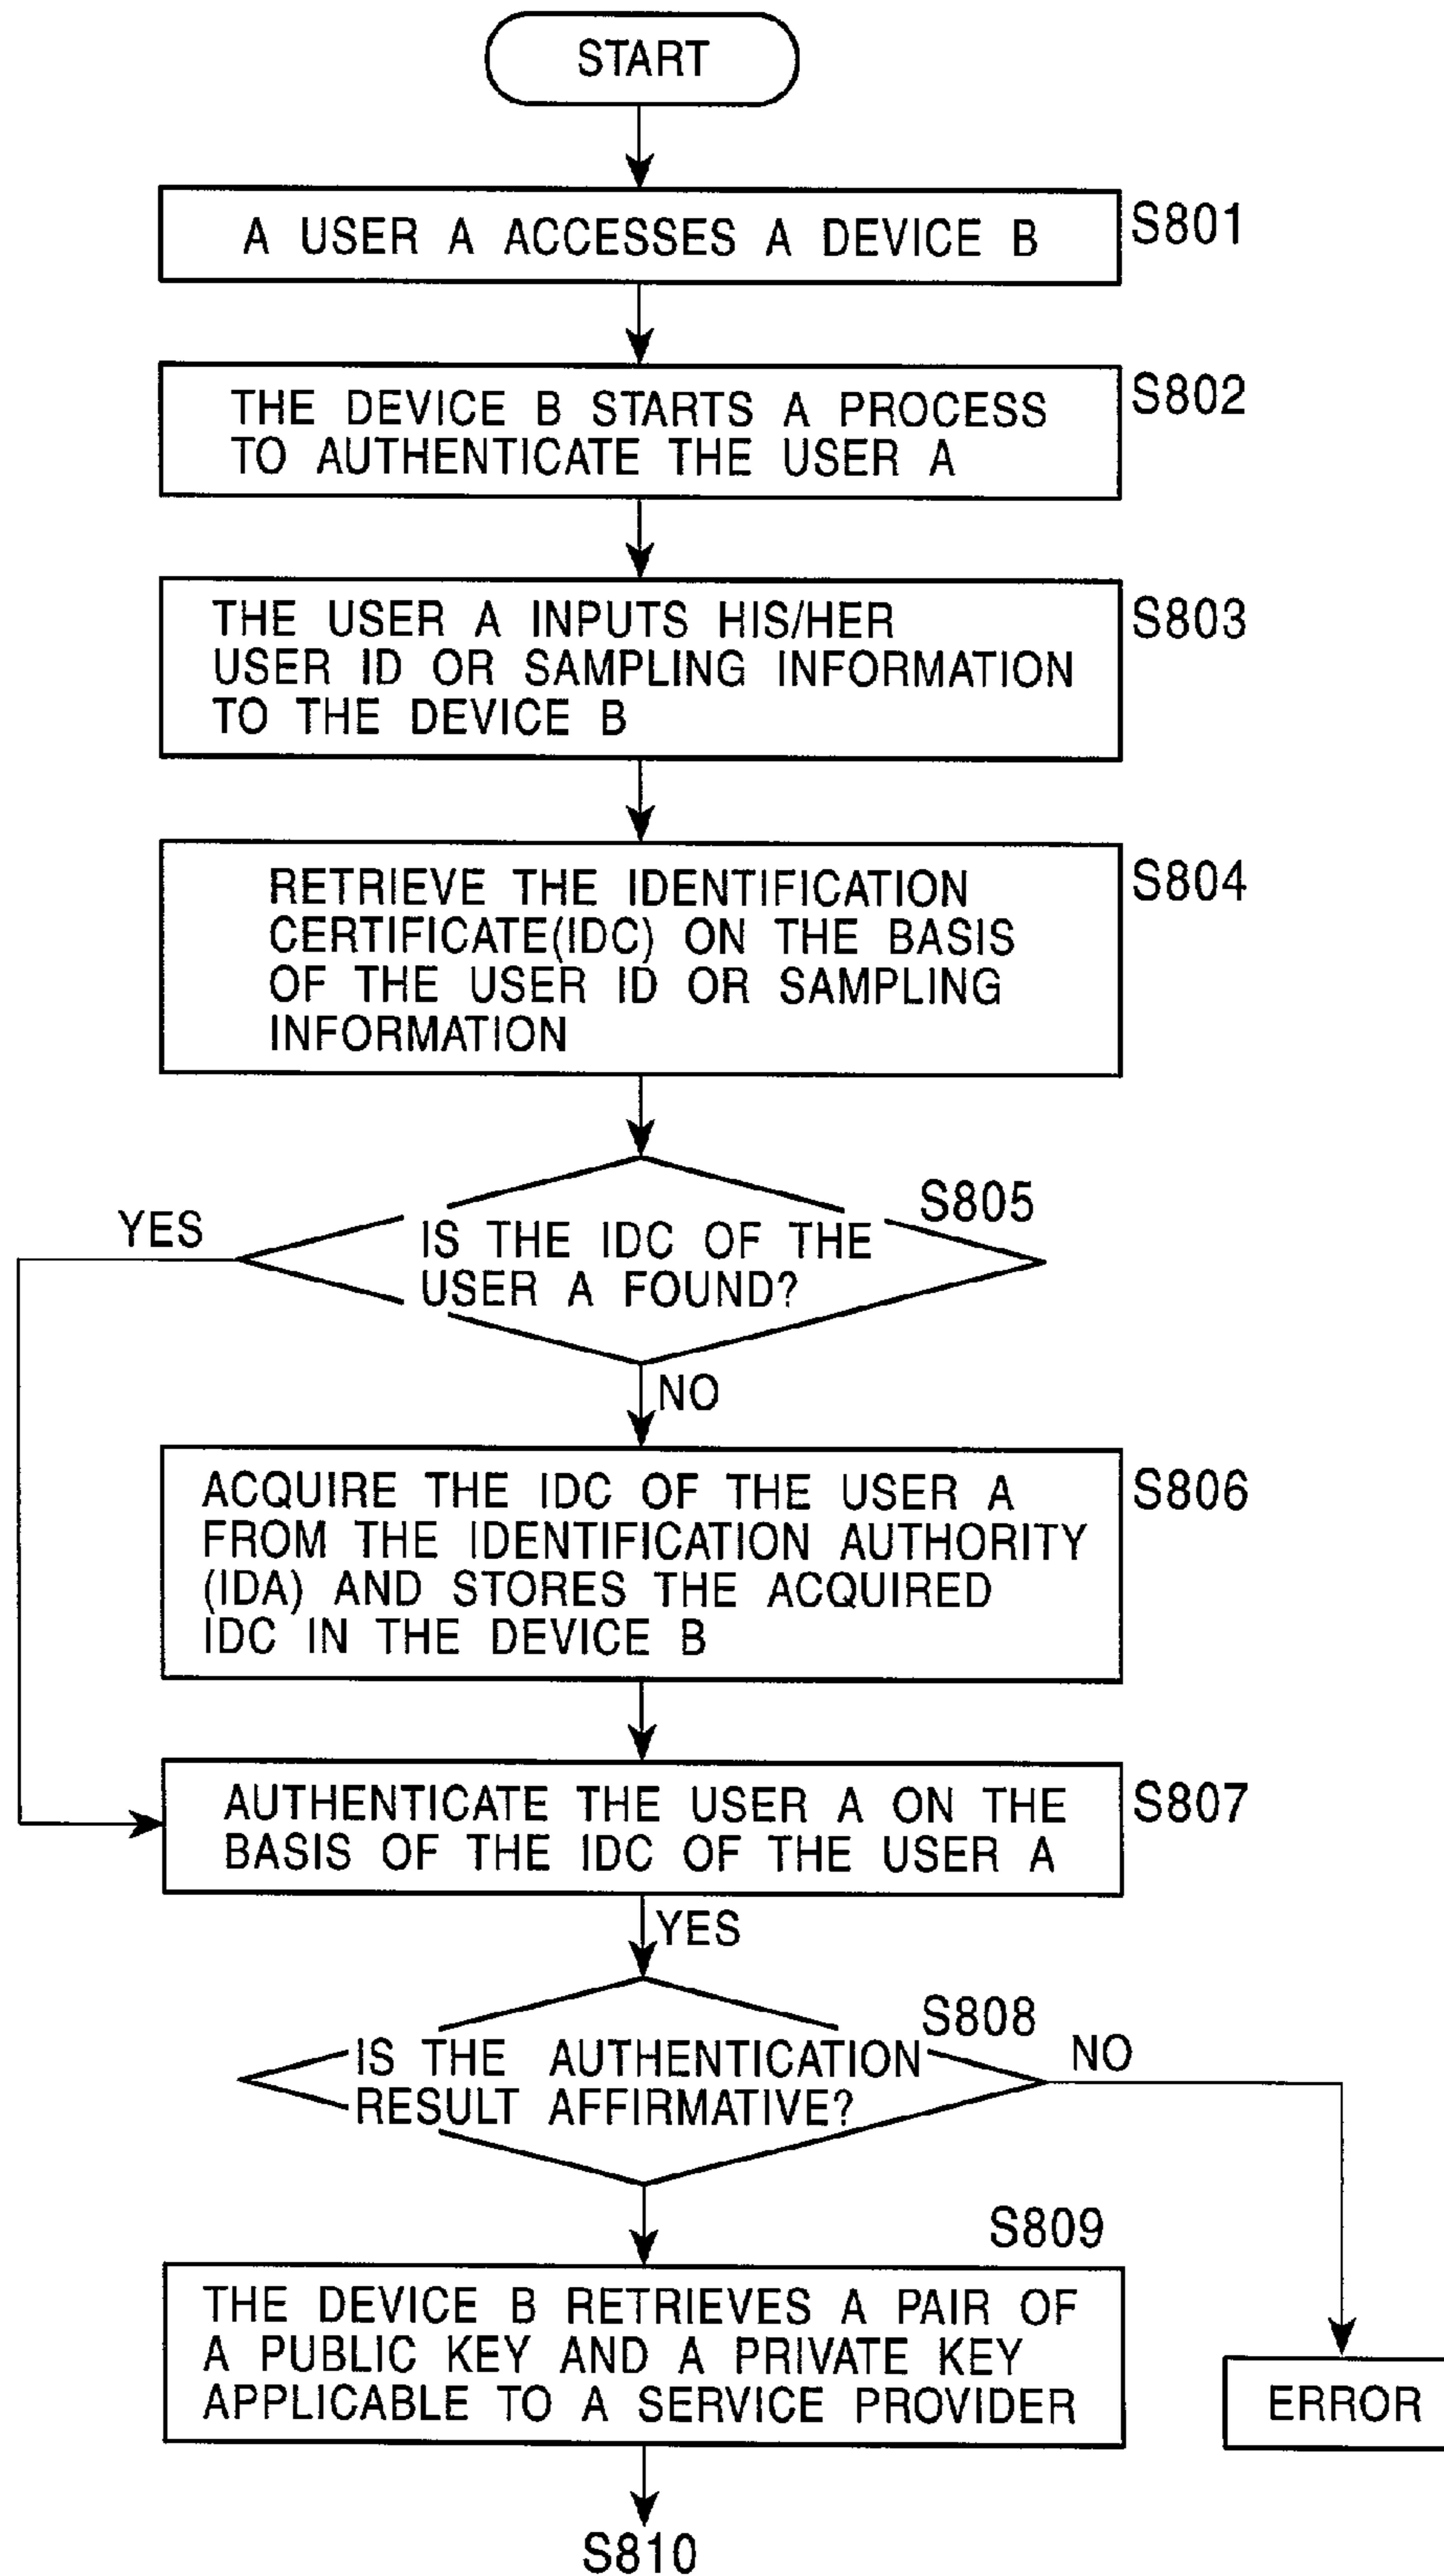 START
A USER A ACCESSES A DEVICE B
S801
THE DEVICE B STARTS A PROCESS
TO AUTHENTICATE THE USER A
S802
THE USER A INPUTS HIS/HER
USER ID OR SAMPLING INFORMATION
TO THE DEVICE B
S803
RETRIEVE THE IDENTIFICATION
CERTIFICATE(IDC) ON THE BASIS
OF THE USER ID OR SAMPLING
INFORMATION
S804
S805
YES
IS THE IDC OF THE
USER A FOUND?
NO
ACQUIRE THE IDC OF THE USER A
FROM THE IDENTIFICATION AUTHORITY
(IDA) AND STORES THE ACQUIRED
IDC IN THE DEVICE B
S806
AUTHENTICATE THE USER A ON THE
BASIS OF THE IDC OF THE USER A
S807
YES
S808
IS THE AUTHENTICATION
RESULT AFFIRMATIVE?
NO
S809
THE DEVICE B RETRIEVES A PAIR OF
A PUBLIC KEY AND A PRIVATE KEY
APPLICABLE TO A SERVICE PROVIDER
ERROR
S810